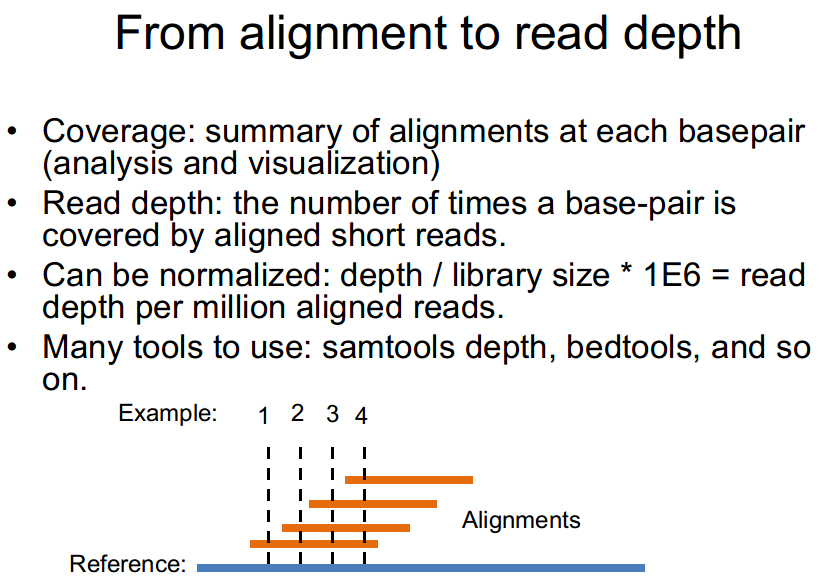 From alignment to read depth
• Coverage: summary of alignments at each basepair
(analysis and visualization)
• Read depth: the number of times a base-pair is
covered by aligned short reads.
• Can be normalized: depth / library size * 1E6 = read
depth per million aligned reads.
• Many tools to use: samtools depth, bedtools, and so
on.
Example: 1 2 3 4
Alignments
Reference: